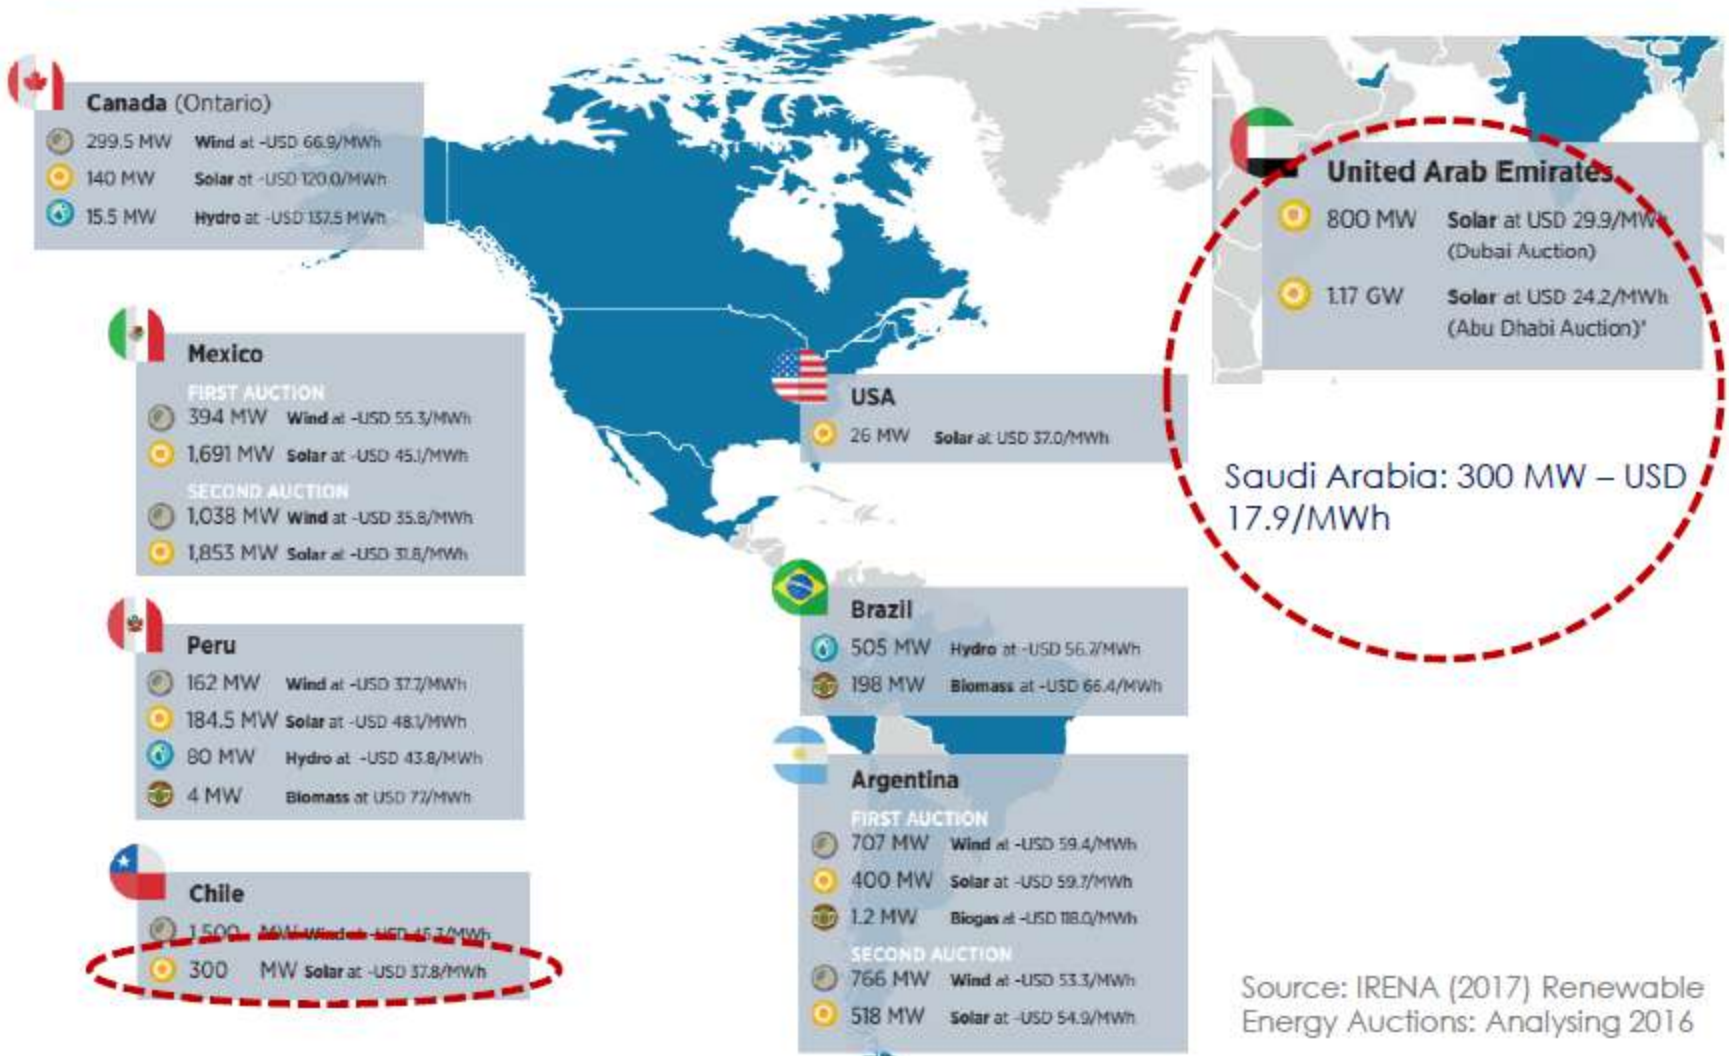 Canada (Ontario)
299.5 MW Wind at ~USD 66.9/MWh
140 MW Solar at ~USD 120.0/MWh
15.5 MW Hydro at ~USD 137.5 MWh
Mexico
FIRST AUCTION
394 MW Wind at ~USD 55.3/MWh
1,691 MW Solar at ~USD 45.1/MWh
SECOND AUCTION
1,038 MW Wind at ~USD 35.8/MWh
1,853 MW Solar at ~USD 31.8/MWh
Peru
162 MW Wind at ~USD 37.7/MWh
184.5 MW Solar at ~USD 48.1/MWh
80 MW Hydro at ~USD 43.8/MWh
4 MW Biomass at USD 77/MWh
Chile
1,500 MW Wind at ~USD 45.3/MWh
300 MW Solar at ~USD 37.8/MWh
USA
26 MW Solar at USD 37.0/MWh
Brazil
505 MW Hydro at ~USD 56.7/MWh
198 MW Biomass at ~USD 66.4/MWh
Argentina
FIRST AUCTION
707 MW Wind at ~USD 59.4/MWh
400 MW Solar at ~USD 59.7/MWh
1.2 MW Biogas at ~USD 118.0/MWh
SECOND AUCTION
766 MW Wind at ~USD 53.3/MWh
518 MW Solar at ~USD 54.9/MWh
United Arab Emirates
800 MW Solar at USD 29.9/MWh
(Dubai Auction)
1.17 GW Solar at USD 24.2/MWh
(Abu Dhabi Auction)*
Saudi Arabia: 300 MW – USD
17.9/MWh
Source: IRENA (2017) Renewable
Energy Auctions: Analysing 2016